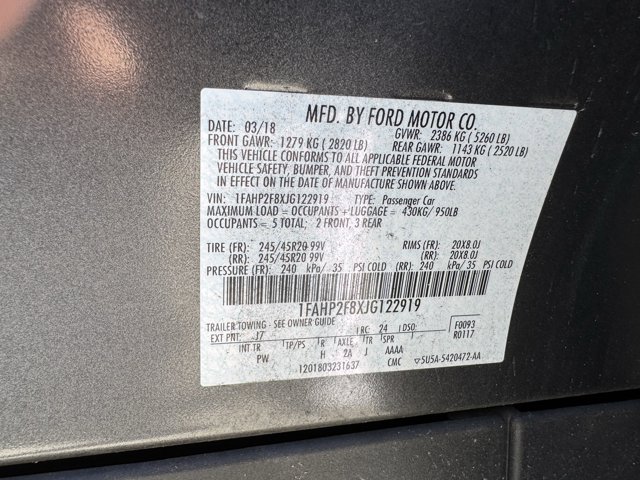 MFD. BY FORD MOTOR CO.
DATE: 03/18 GVWR: 2386 KG ( 5260 LB)
FRONT GAWR: 1279 KG ( 2820 LB) REAR GAWR: 1143 KG ( 2520 LB)
THIS VEHICLE CONFORMS TO ALL APPLICABLE FEDERAL MOTOR
VEHICLE SAFETY, BUMPER, AND THEFT PREVENTION STANDARDS
IN EFFECT ON THE DATE OF MANUFACTURE SHOWN ABOVE.
VIN: 1FAHP2F8XJG122919 TYPE: Passenger Car
MAXIMUM LOAD = OCCUPANTS + LUGGAGE = 430KG/ 950LB
OCCUPANTS = 5 TOTAL; 2 FRONT, 3 REAR
TIRE (FR): 245/45R20 99V RIMS (FR): 20X8.0J
(RR): 245/45R20 99V (RR): 20X8.0J
PRESSURE (FR): 240 kPa/ 35 PSI COLD (RR): 240 kPa/ 35 PSI COLD
1FAHP2F8XJG122919
TRAILER TOWING - SEE OWNER GUIDE
EXT PNT: J7 RC: 24 DSO: F0093
INT TR TP/PS R AXLE TR SPR R0117
PW H 2A J AAAA
1201803231637 CMC 5U5A-5420472-AA